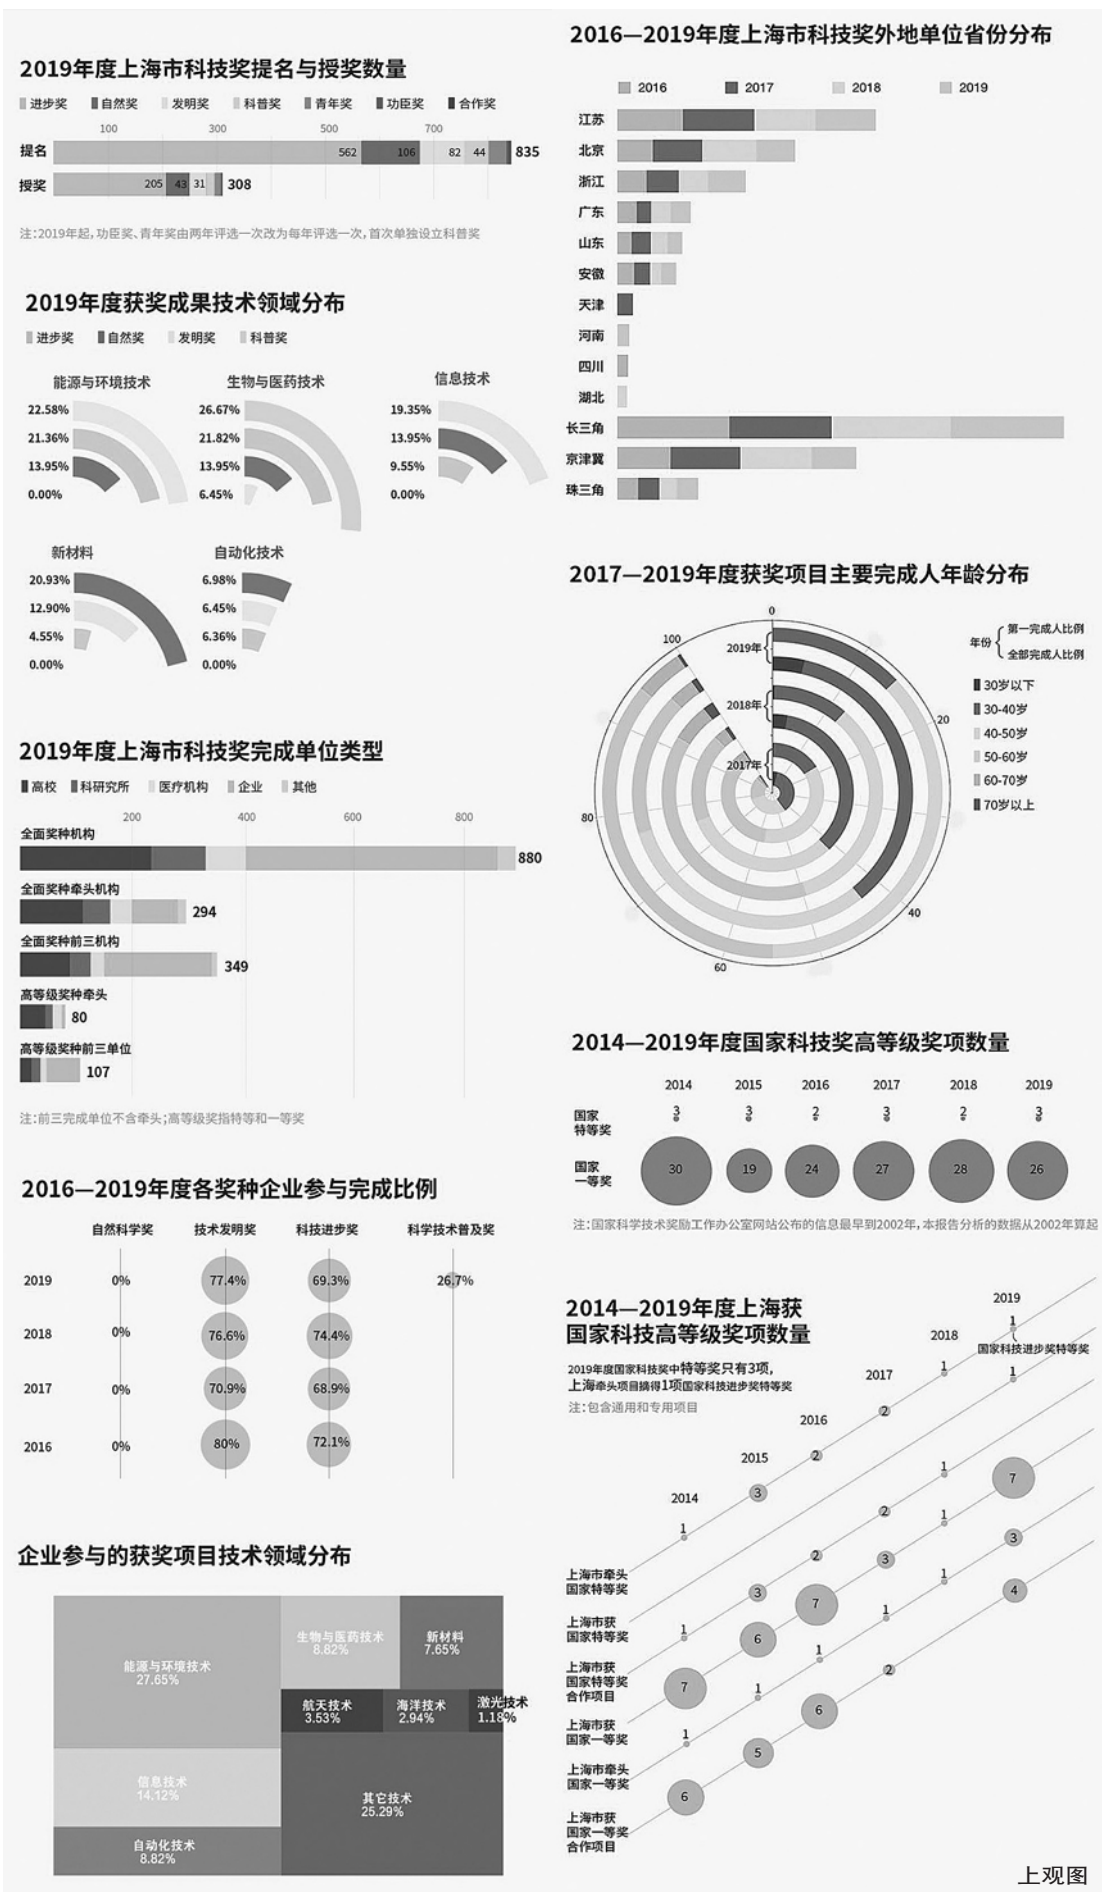 2019年度上海市科技奖提名与授奖数量
进步奖 自然奖 发明奖 科普奖 青年奖 功臣奖 合作奖
100 300 500 700
提名 562 106 82 44 835
授奖 205 43 31 308
注:2019年起,功臣奖、青年奖由两年评选一次改为每年评选一次,首次单独设立科普奖
2019年度获奖成果技术领域分布
进步奖 自然奖 发明奖 科普奖
能源与环境技术
22.58%
21.36%
13.95%
0.00%
生物与医药技术
26.67%
21.82%
13.95%
6.45%
信息技术
19.35%
13.95%
9.55%
0.00%
新材料
20.93%
12.90%
4.55%
0.00%
自动化技术
6.98%
6.45%
6.36%
0.00%
2019年度上海市科技奖完成单位类型
高校 科研究所 医疗机构 企业 其他
200 400 600 800
全面奖种机构
880
全面奖种牵头机构
294
全面奖种前三机构
349
高等级奖种牵头
80
高等级奖种前三单位
107
注:前三完成单位不含牵头;高等级奖指特等和一等奖
2016—2019年度各奖种企业参与完成比例
自然科学奖 技术发明奖 科技进步奖 科学技术普及奖
2019 0% 77.4% 69.3% 26.7%
2018 0% 76.6% 74.4%
2017 0% 70.9% 68.9%
2016 0% 80% 72.1%
企业参与的获奖项目技术领域分布
能源与环境技术
27.65%
生物与医药技术
8.82%
新材料
7.65%
航天技术
3.53%
海洋技术
2.94%
激光技术
1.18%
信息技术
14.12%
其它技术
25.29%
自动化技术
8.82%
2016—2019年度上海市科技奖外地单位省份分布
2016 2017 2018 2019
江苏
北京
浙江
广东
山东
安徽
天津
河南
四川
湖北
长三角
京津冀
珠三角
2017—2019年度获奖项目主要完成人年龄分布
0
100
2019年
2018年
2017年
20
80
40
60
年份
第一完成人比例
全部完成人比例
30岁以下
30-40岁
40-50岁
50-60岁
60-70岁
70岁以上
2014—2019年度国家科技奖高等级奖项数量
2014 2015 2016 2017 2018 2019
国家
特等奖
3 3 2 3 2 3
国家
一等奖
30 19 24 27 28 26
注:国家科学技术奖励工作办公室网站公布的信息最早到2002年,本报告分析的数据从2002年算起
2014—2019年度上海获
国家科技高等级奖项数量
2019年度国家科技奖中特等奖只有3项,
上海牵头项目摘得1项国家科技进步奖特等奖
注:包含通用和专用项目
2014 2015 2016 2017 2018 2019
1 3 2 2 1 1
国家科技进步奖特等奖
上海市牵头
国家特等奖
1
上海市获
国家特等奖
1 3 2 2 1
上海市获
国家特等奖
合作项目
7 6 7 3 1 7
上海市获
国家一等奖
1 1 1 1 1 3
上海市牵头
国家一等奖
6 5 6 2 4
上海市获
国家一等奖
合作项目
上观图